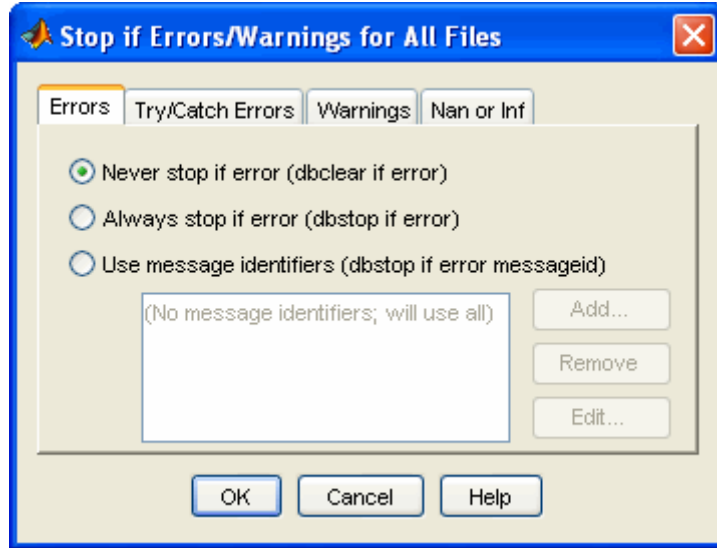 Stop if Errors/Warnings for All Files
Errors Try/Catch Errors Warnings Nan or Inf
Never stop if error (dbclear if error)
Always stop if error (dbstop if error)
Use message identifiers (dbstop if error messageid)
(No message identifiers; will use all)
Add...
Remove
Edit...
OK Cancel Help